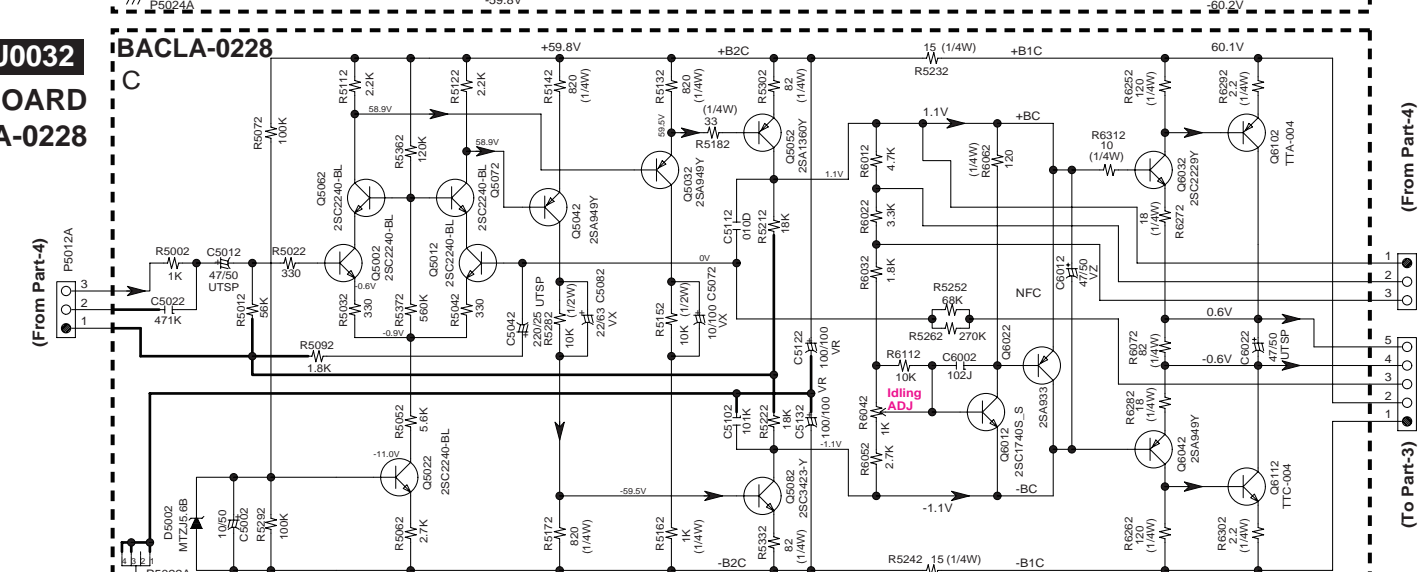 P5024A
-59.8V
-60.2V
J0032
OARD
A-0228
BACLA-0228
C
+59.8V
+B2C
15 (1/4W)
R5232
+B1C
60.1V
R5112
2.2K
R5122
2.2K
R5142
820
(1/4W)
R5132
820
(1/4W)
R5302
82
(1/4W)
R6252
120
(1/4W)
R6292
2.2
(1/4W)
58.9V
58.9V
59.5V
(1/4W)
33
R5182
1.1V
+BC
R5072
100K
R5362
120K
Q5052
2SA1360Y
R6012
4.7K
(1/4W)
R6062
120
R6312
10
(1/4W)
Q6102
TTA-004
Q5062
2SC2240-BL
Q5072
2SC2240-BL
Q5032
2SA949Y
1.1V
Q6032
2SC2229Y
Q5042
2SA949Y
C5112
010D
R5212
18K
R6022
3.3K
18
(1/4W)
R6272
(From Part-4)
P5012A
3
2
1
R5002
1K
C5012
47/50
UTSP
R5022
330
Q5002
2SC2240-BL
Q5012
2SC2240-BL
0V
R6032
1.8K
C6012
47/50
VZ
(From Part-4)
1
2
3
C5022
471K
R5012
56K
-0.6V
R5032
330
R5372
560K
R5042
330
C5042
220/25 UTSP
R5282
10K (1/2W)
22/63 C5082
VX
R5152
10K (1/2W)
10/100 C5072
VX
R5252
68K
R5262
270K
NFC
-0.9V
R5092
1.8K
C5122
100/100
VR
R6112
10K
C6002
102J
Q6022
2SA933
0.6V
-0.6V
R6072
82
(1/4W)
C6022
47/50
UTSP
5
4
3
2
1
Idling
ADJ
R5052
5.6K
C5102
101K
R5222
18K
C5132
100/100
VR
R6042
1K
Q6012
2SC1740S_S
R6282
18
(1/4W)
-11.0V
Q5022
2SC2240-BL
-1.1V
R6052
2.7K
Q6042
2SA949Y
(To Part-3)
D5002
MTZJ5.6B
10/50
C5002
R5292
100K
-59.5V
Q5082
2SC3423-Y
-BC
-1.1V
Q6112
TTC-004
R5062
2.7K
R5172
820
(1/4W)
R5162
1K
(1/4W)
R5332
82
(1/4W)
R6262
120
(1/4W)
R6302
2.2
(1/4W)
4 3 2 1
-B2C
R5242 15 (1/4W)
-B1C